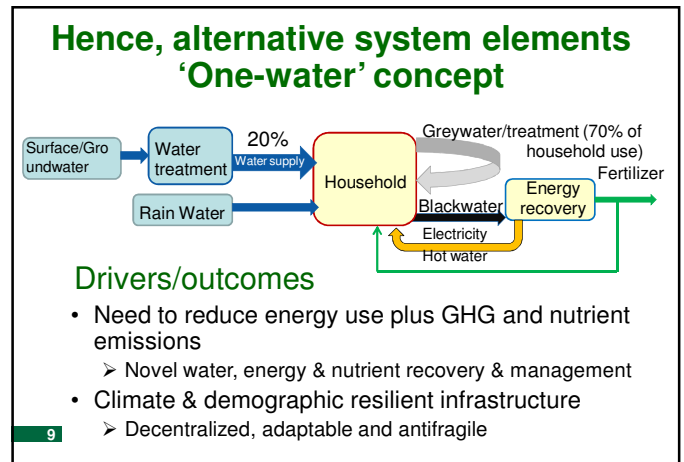 Hence, alternative system elements
‘One-water’ concept
Surface/Gro
undwater
Water
treatment
20%
Water supply
Rain Water
Household
Greywater/treatment (70% of
household use)
Blackwater
Energy
recovery
Fertilizer
Electricity
Hot water
Drivers/outcomes
• Need to reduce energy use plus GHG and nutrient
emissions
➢ Novel water, energy & nutrient recovery & management
• Climate & demographic resilient infrastructure
➢ Decentralized, adaptable and antifragile
9